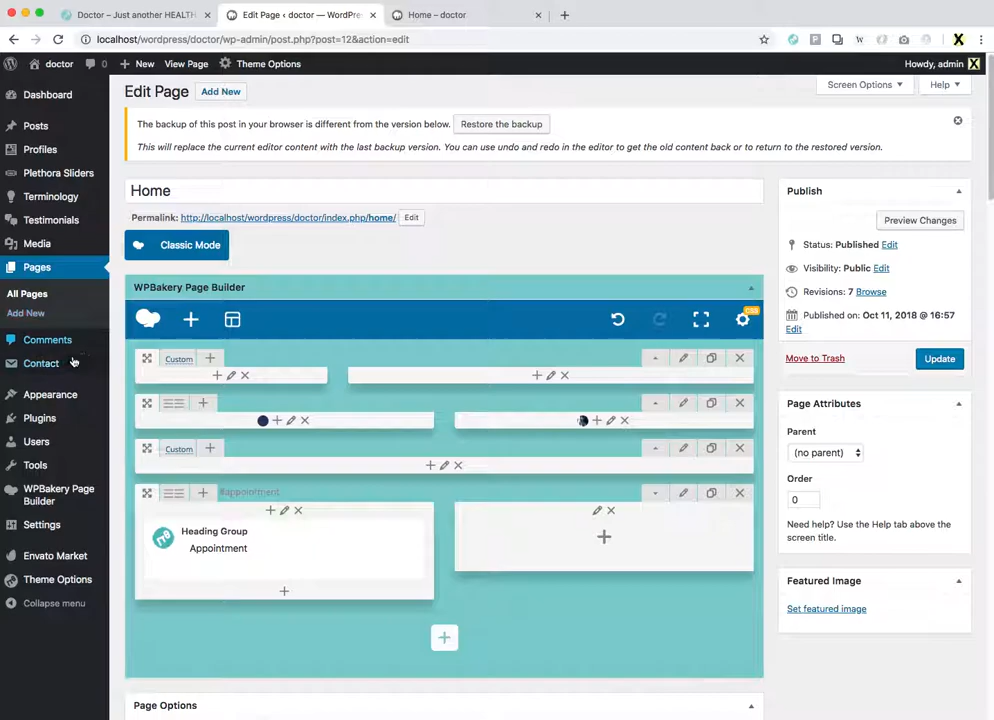 Doctor – Just another HEALTH
Edit Page ‹ doctor — WordPre
Home – doctor
localhost/wordpress/doctor/wp-admin/post.php?post=12&action=edit
doctor
0
New
View Page
Theme Options
Howdy, admin
Dashboard
Posts
Profiles
Plethora Sliders
Terminology
Testimonials
Media
Pages
All Pages
Add New
Comments
Contact
Appearance
Plugins
Users
Tools
WPBakery Page
Builder
Settings
Envato Market
Theme Options
Collapse menu
Edit Page
Add New
Screen Options
Help
The backup of this post in your browser is different from the version below.
Restore the backup
This will replace the current editor content with the last backup version. You can use undo and redo in the editor to get the old content back or to return to the restored version.
Home
Permalink: http://localhost/wordpress/doctor/index.php/home/
Edit
Classic Mode
WPBakery Page Builder
CSS
Custom
Custom
#appointment
Heading Group
Appointment
Page Options
Publish
Preview Changes
Status: Published Edit
Visibility: Public Edit
Revisions: 7 Browse
Published on: Oct 11, 2018 @ 16:57
Edit
Move to Trash
Update
Page Attributes
Parent
(no parent)
Order
0
Need help? Use the Help tab above the
screen title.
Featured Image
Set featured image